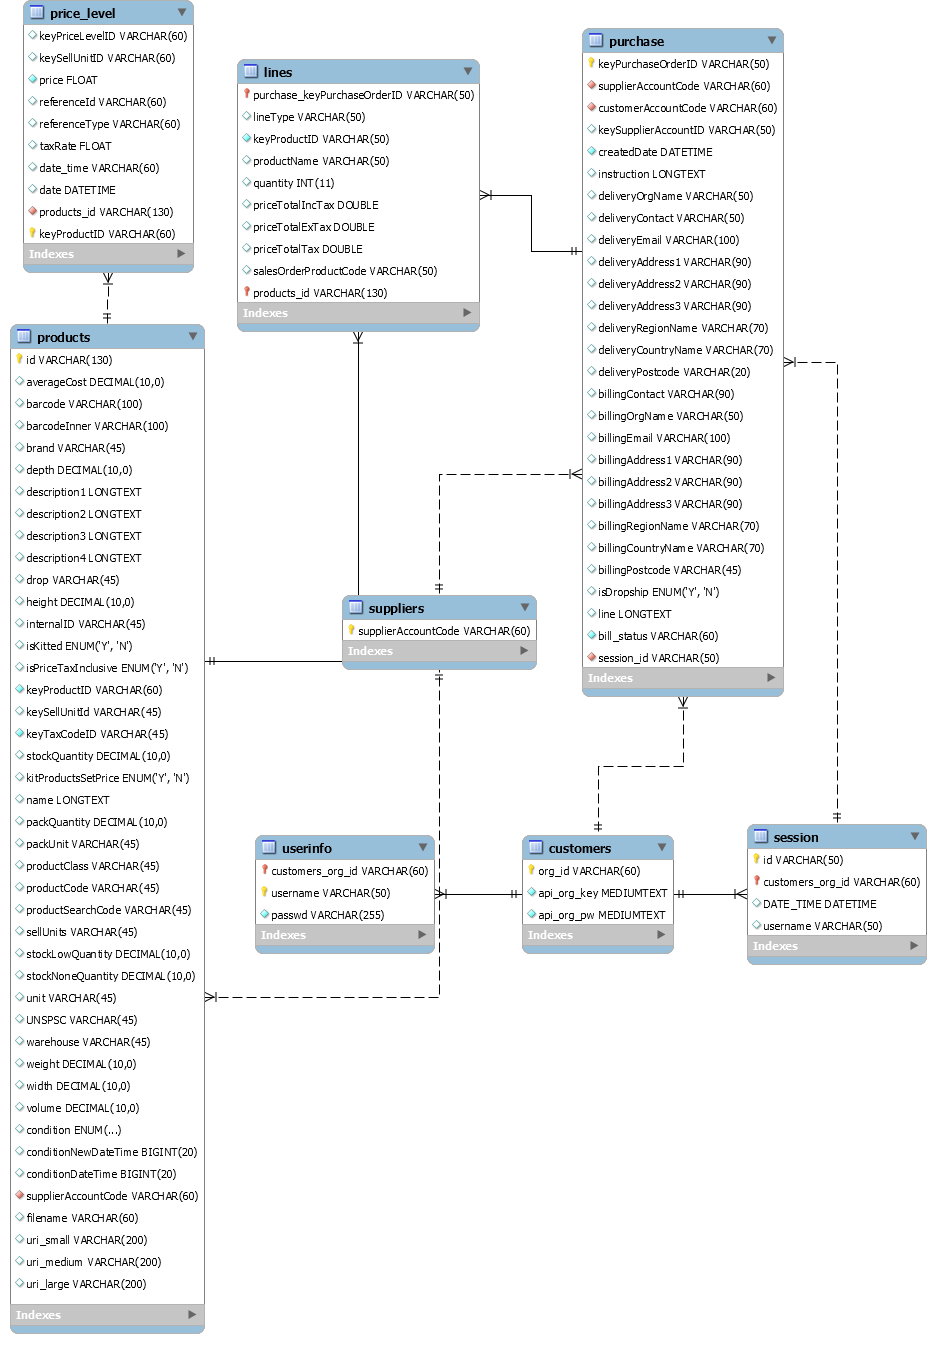 price_level
keyPriceLevelID VARCHAR(60)
keySellUnitID VARCHAR(60)
price FLOAT
referenceId VARCHAR(60)
referenceType VARCHAR(60)
taxRate FLOAT
date_time VARCHAR(60)
date DATETIME
products_id VARCHAR(130)
keyProductID VARCHAR(60)
Indexes
lines
purchase_keyPurchaseOrderID VARCHAR(50)
lineType VARCHAR(50)
keyProductID VARCHAR(50)
productName VARCHAR(50)
quantity INT(11)
priceTotalIncTax DOUBLE
priceTotalExTax DOUBLE
priceTotalTax DOUBLE
salesOrderProductCode VARCHAR(50)
products_id VARCHAR(130)
Indexes
purchase
keyPurchaseOrderID VARCHAR(50)
supplierAccountCode VARCHAR(60)
customerAccountCode VARCHAR(60)
keySupplierAccountID VARCHAR(50)
createdDate DATETIME
instruction LONGTEXT
deliveryOrgName VARCHAR(50)
deliveryContact VARCHAR(50)
deliveryEmail VARCHAR(100)
deliveryAddress1 VARCHAR(90)
deliveryAddress2 VARCHAR(90)
deliveryAddress3 VARCHAR(90)
deliveryRegionName VARCHAR(70)
deliveryCountryName VARCHAR(70)
deliveryPostcode VARCHAR(20)
billingContact VARCHAR(90)
billingOrgName VARCHAR(50)
billingEmail VARCHAR(100)
billingAddress1 VARCHAR(90)
billingAddress2 VARCHAR(90)
billingAddress3 VARCHAR(90)
billingRegionName VARCHAR(70)
billingCountryName VARCHAR(70)
billingPostcode VARCHAR(45)
isDropship ENUM('Y', 'N')
line LONGTEXT
bill_status VARCHAR(60)
session_id VARCHAR(50)
Indexes
products
id VARCHAR(130)
averageCost DECIMAL(10,0)
barcode VARCHAR(100)
barcodeInner VARCHAR(100)
brand VARCHAR(45)
depth DECIMAL(10,0)
description1 LONGTEXT
description2 LONGTEXT
description3 LONGTEXT
description4 LONGTEXT
drop VARCHAR(45)
height DECIMAL(10,0)
internalID VARCHAR(45)
isKitted ENUM('Y', 'N')
isPriceTaxInclusive ENUM('Y', 'N')
keyProductID VARCHAR(60)
keySellUnitId VARCHAR(45)
keyTaxCodeID VARCHAR(45)
stockQuantity DECIMAL(10,0)
kitProductsSetPrice ENUM('Y', 'N')
name LONGTEXT
packQuantity DECIMAL(10,0)
packUnit VARCHAR(45)
productClass VARCHAR(45)
productCode VARCHAR(45)
productSearchCode VARCHAR(45)
sellUnits VARCHAR(45)
stockLowQuantity DECIMAL(10,0)
stockNoneQuantity DECIMAL(10,0)
unit VARCHAR(45)
UNSPSC VARCHAR(45)
warehouse VARCHAR(45)
weight DECIMAL(10,0)
width DECIMAL(10,0)
volume DECIMAL(10,0)
condition ENUM(...)
conditionNewDateTime BIGINT(20)
conditionDateTime BIGINT(20)
supplierAccountCode VARCHAR(60)
filename VARCHAR(60)
uri_small VARCHAR(200)
uri_medium VARCHAR(200)
uri_large VARCHAR(200)
Indexes
suppliers
supplierAccountCode VARCHAR(60)
Indexes
userinfo
customers_org_id VARCHAR(60)
username VARCHAR(50)
passwd VARCHAR(255)
Indexes
customers
org_id VARCHAR(60)
api_org_key MEDIUMTEXT
api_org_pw MEDIUMTEXT
Indexes
session
id VARCHAR(50)
customers_org_id VARCHAR(60)
DATE_TIME DATETIME
username VARCHAR(50)
Indexes